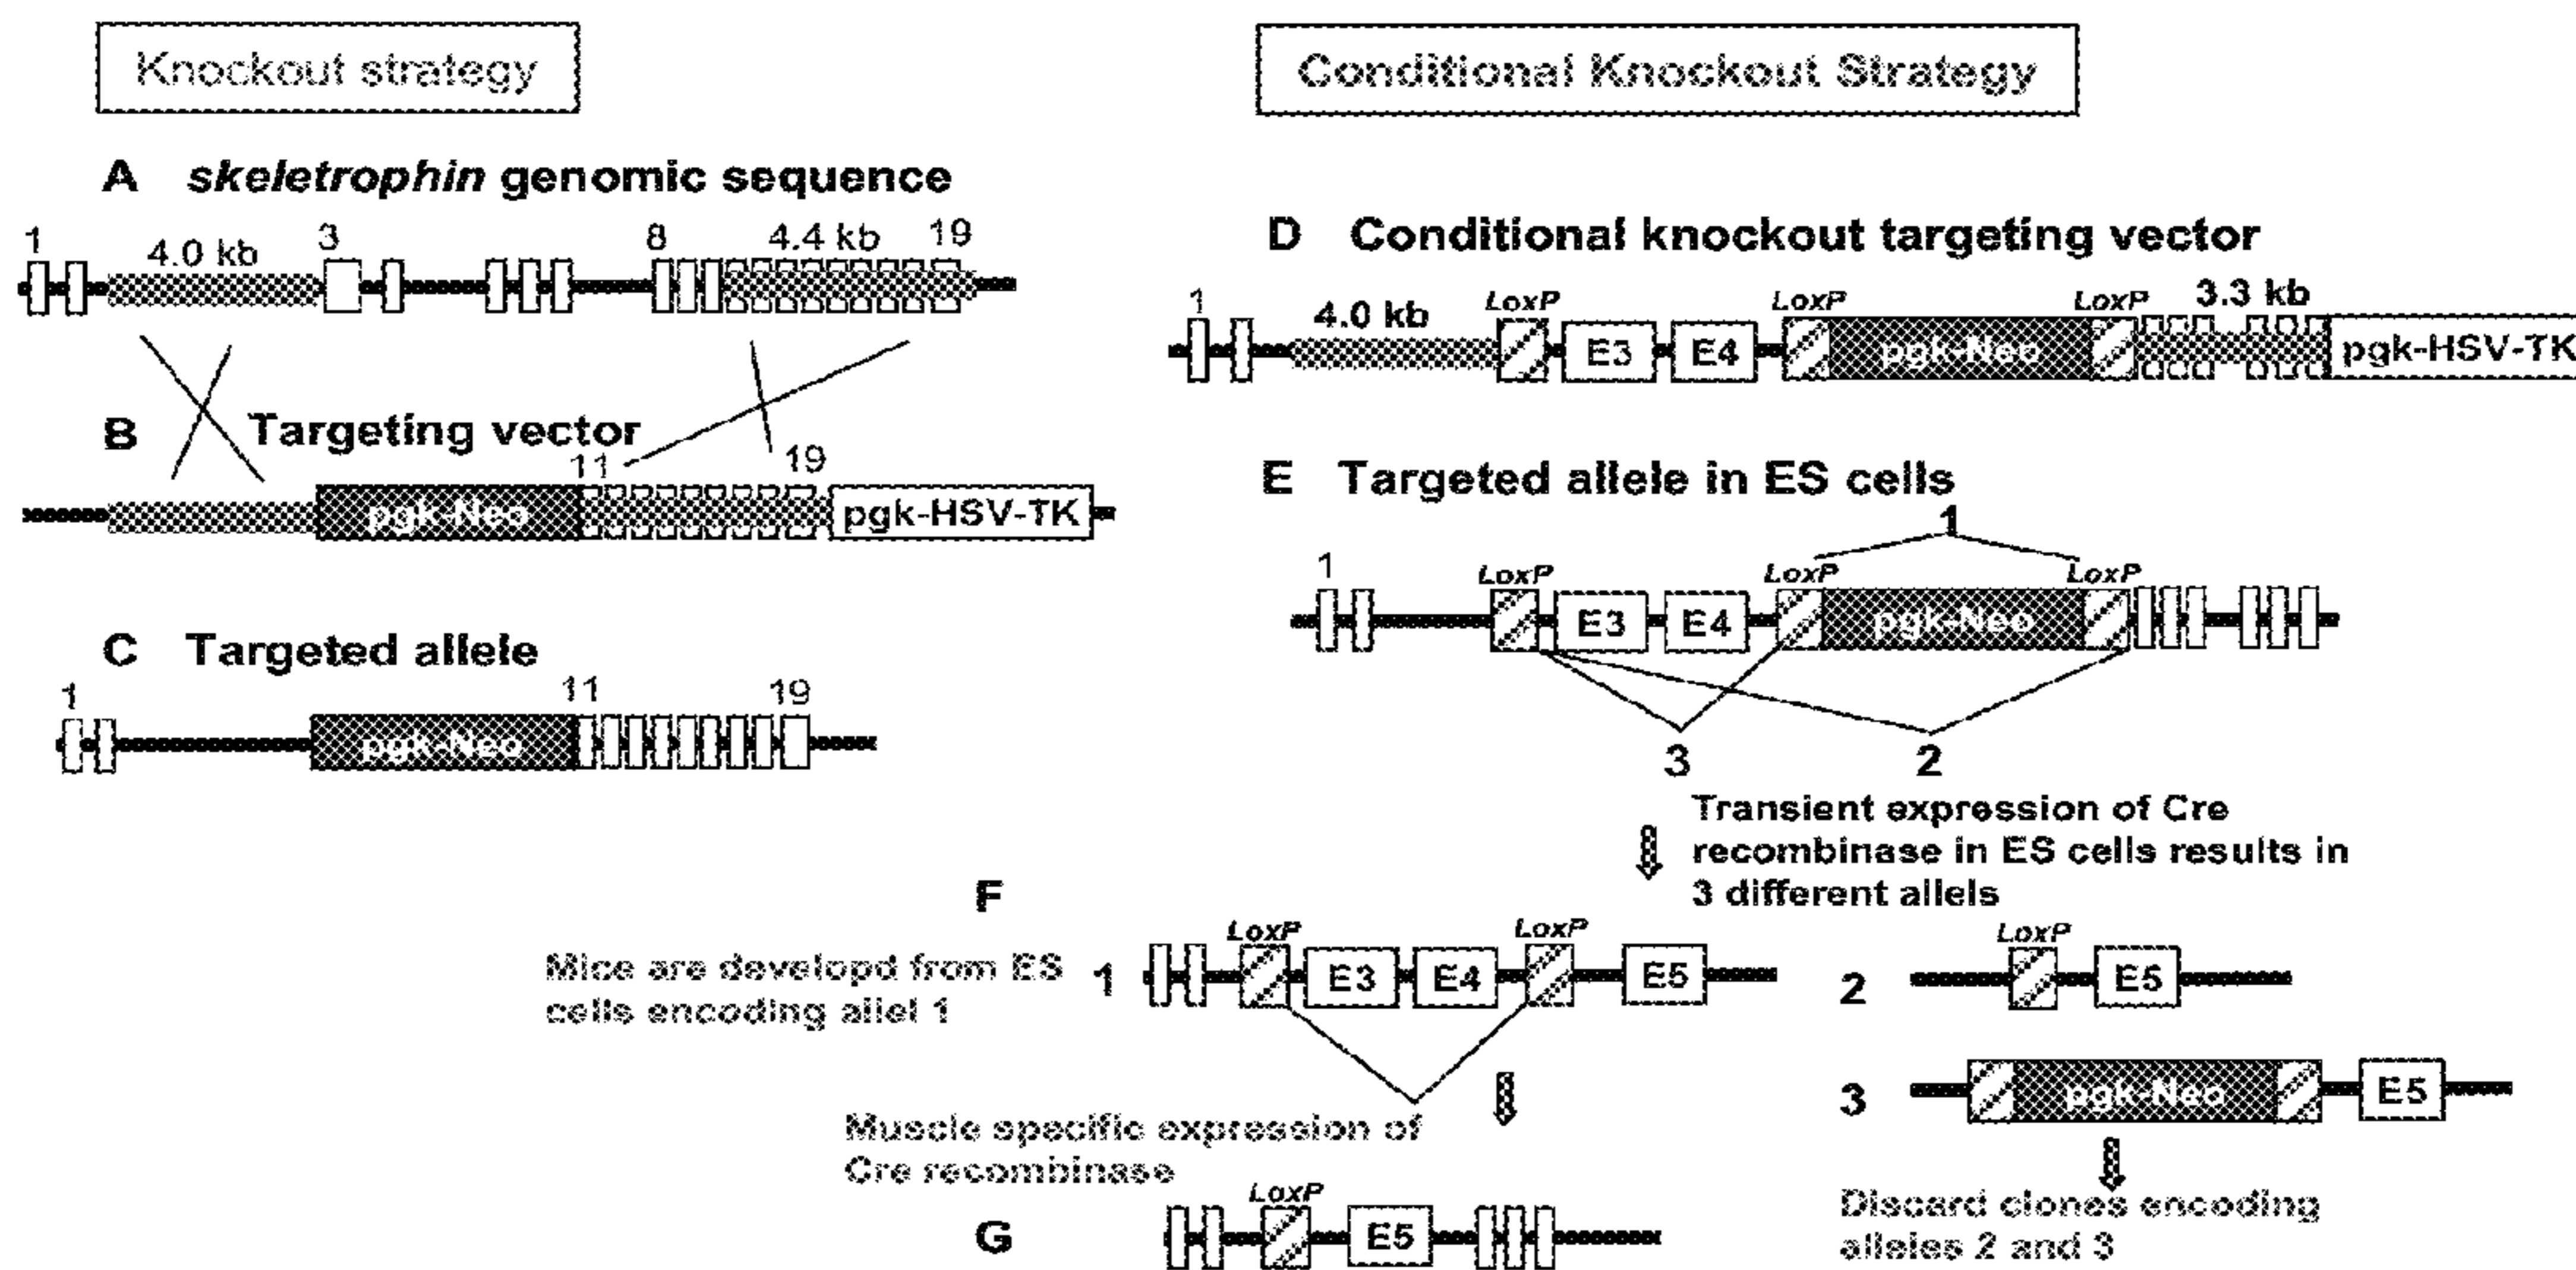 Knockout strategy
A skeletrophin genomic sequence
1 4.0 kb 3 8 4.4 kb 19
B Targeting vector
11 19
pgk-Neo pgk-HSV-TK
C Targeted allele
1 11 19
pgk-Neo
Conditional Knockout Strategy
D Conditional knockout targeting vector
1 4.0 kb LoxP LoxP LoxP 3.3 kb
E3 E4 pgk-Neo pgk-HSV-TK
E Targeted allele in ES cells
1
1 LoxP LoxP LoxP
E3 E4 pgk-Neo
3 2
Transient expression of Cre
recombinase in ES cells results in
3 different allels
F
Mice are developd from ES
cells encoding allel 1
LoxP LoxP
1 E3 E4 E5
LoxP
2 E5
3 pgk-Neo E5
Muscle specific expression of
Cre recombinase
Discard clones encoding
alleles 2 and 3
LoxP
G E5